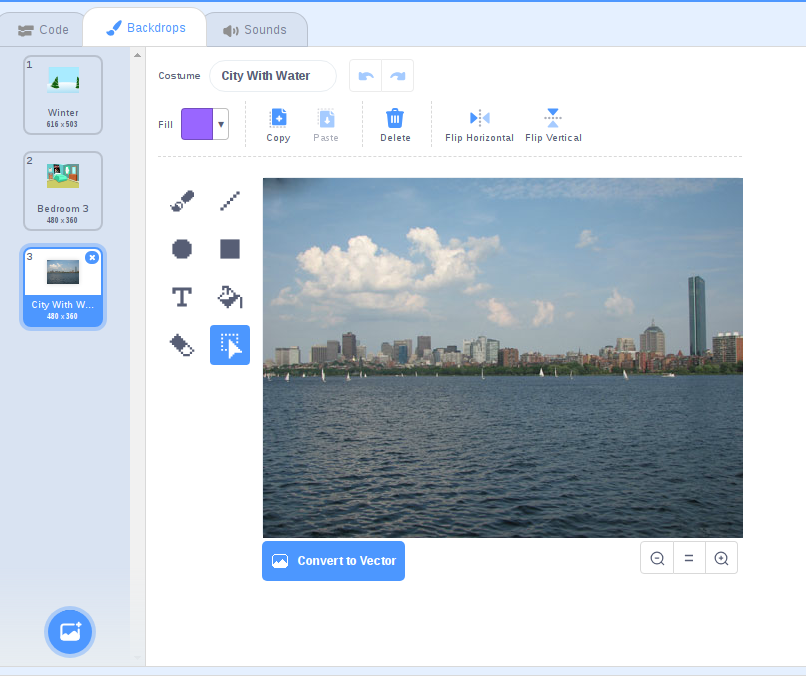 Code
Backdrops
Sounds
1
Winter
616 x 503
2
Bedroom 3
480 x 360
3
City With W...
480 x 360
Costume
City With Water
Fill
Copy
Paste
Delete
Flip Horizontal
Flip Vertical
T
Convert to Vector